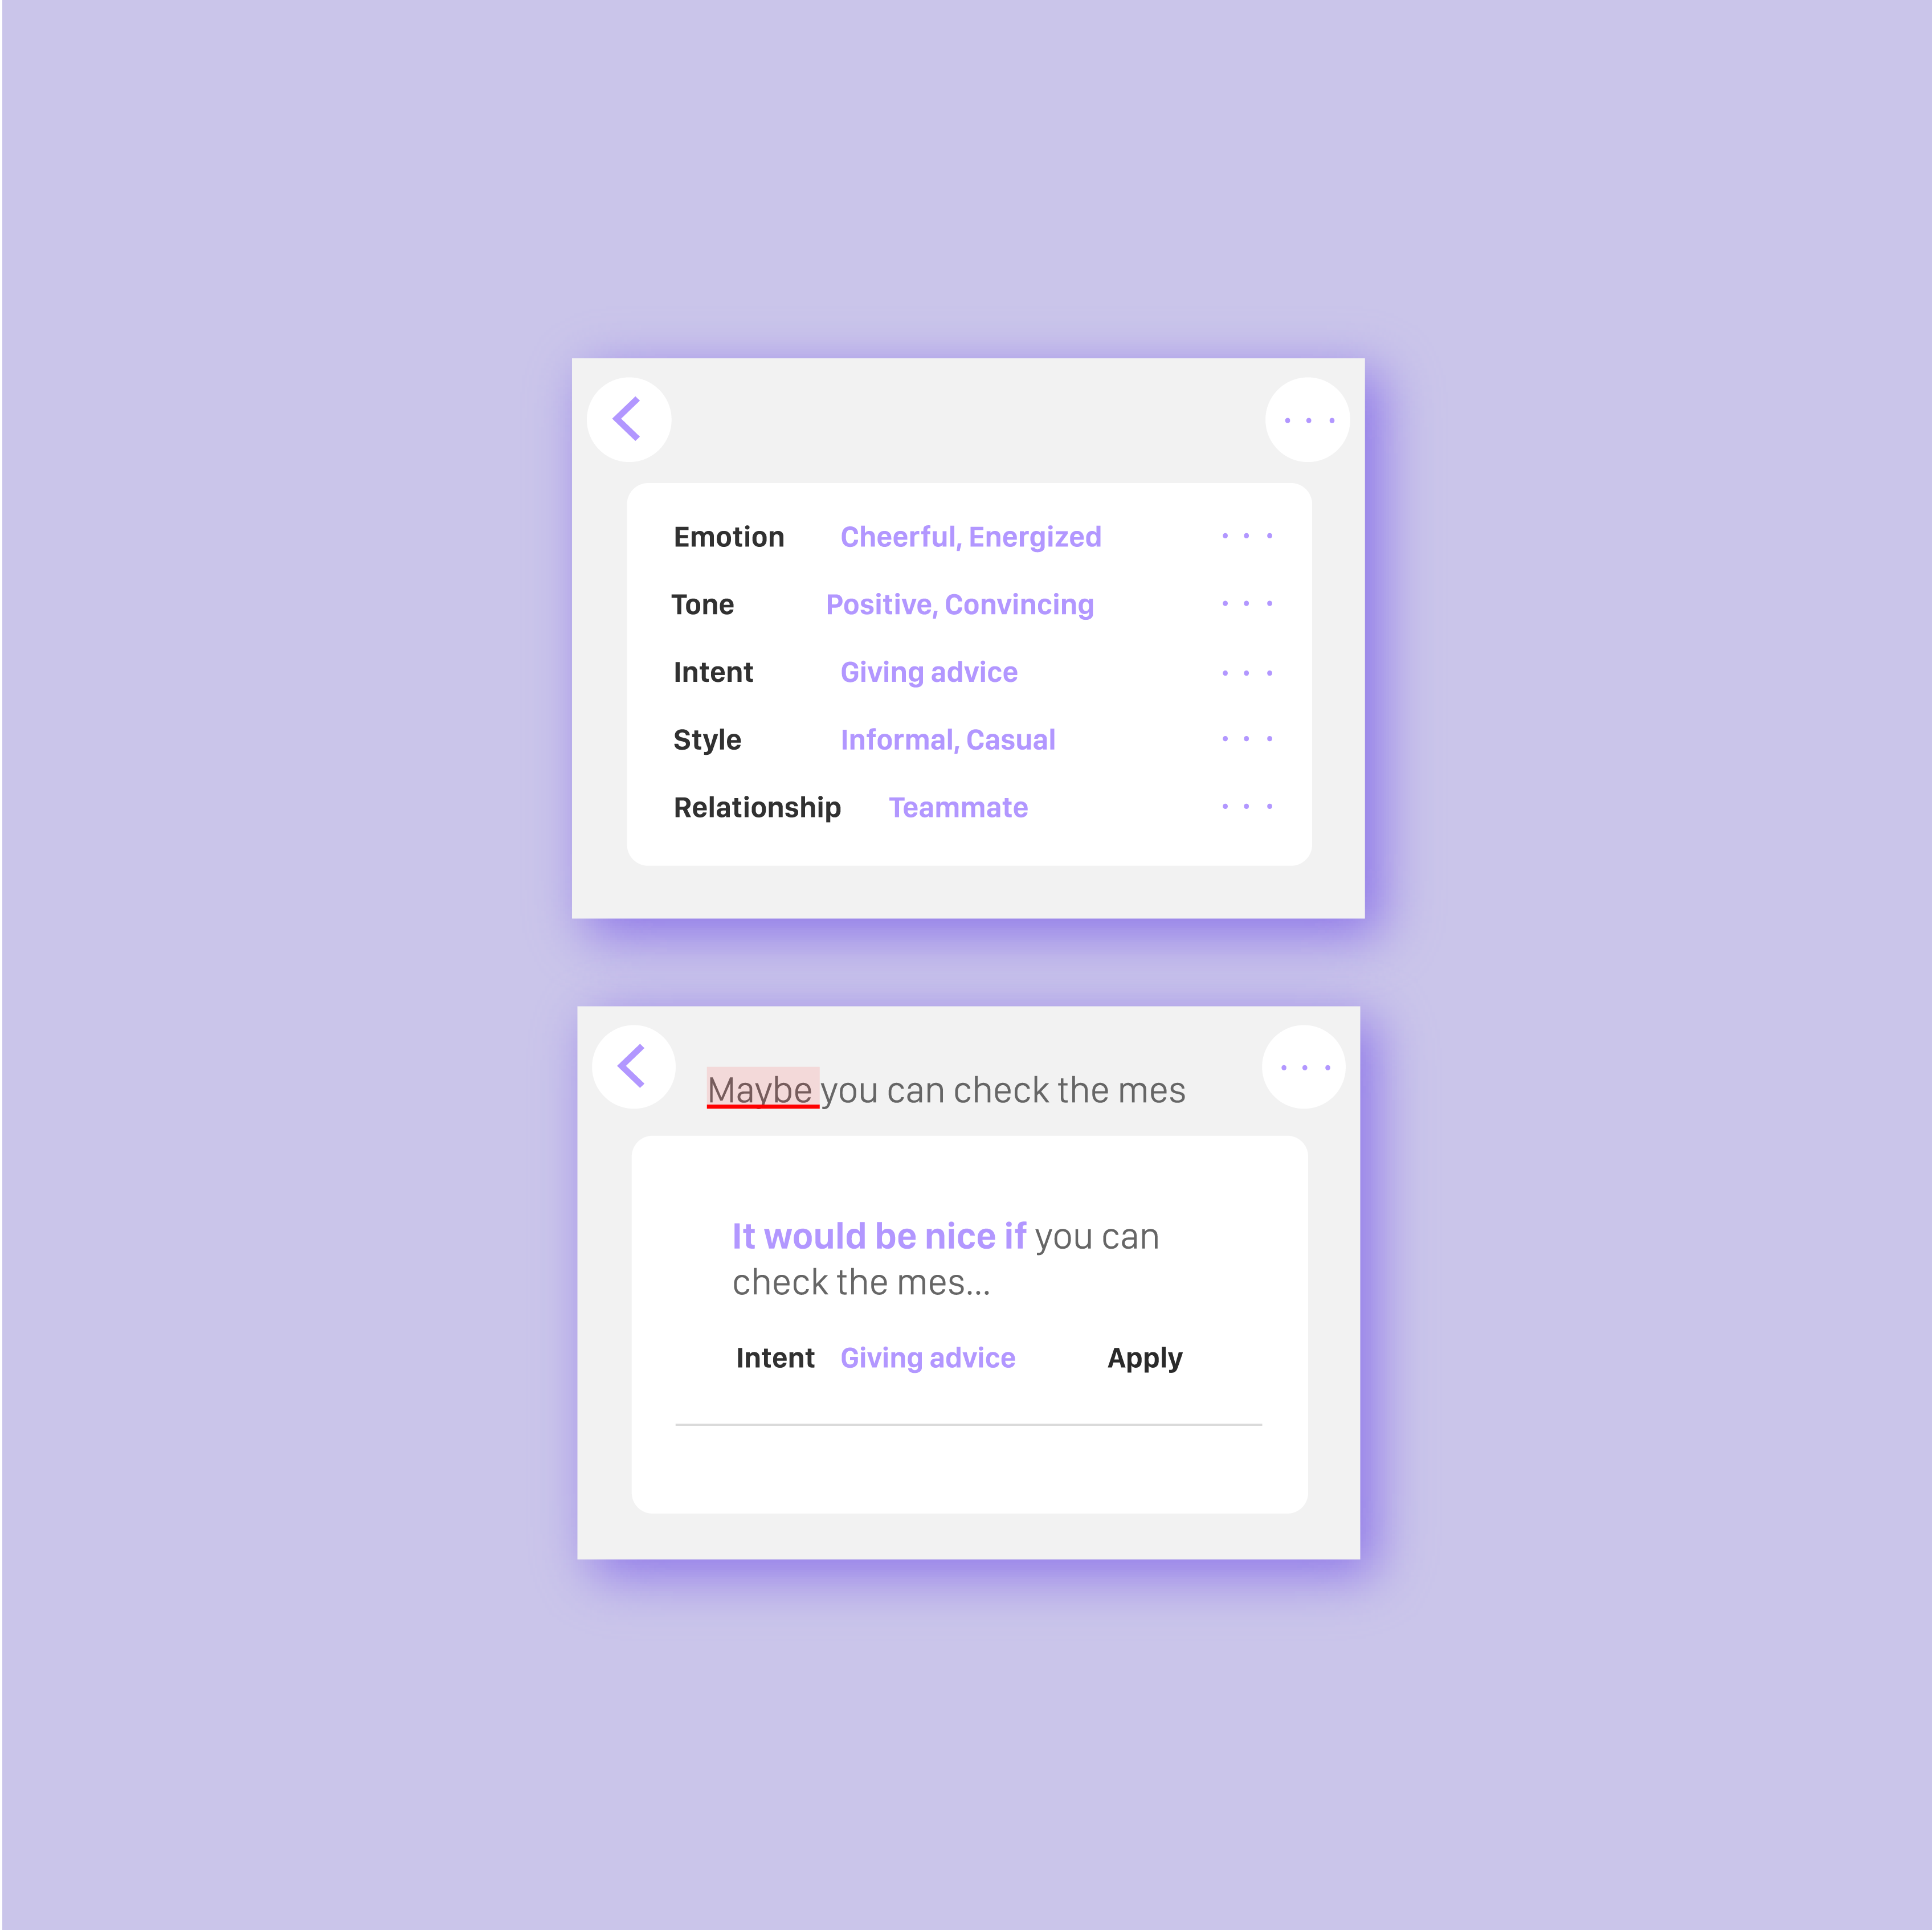 Emotion Cheerful, Energized
Tone Positive, Convincing
Intent Giving advice
Style Informal, Casual
Relationship Teammate
Maybe you can check the mes
It would be nice if you can
check the mes...
Intent Giving advice Apply